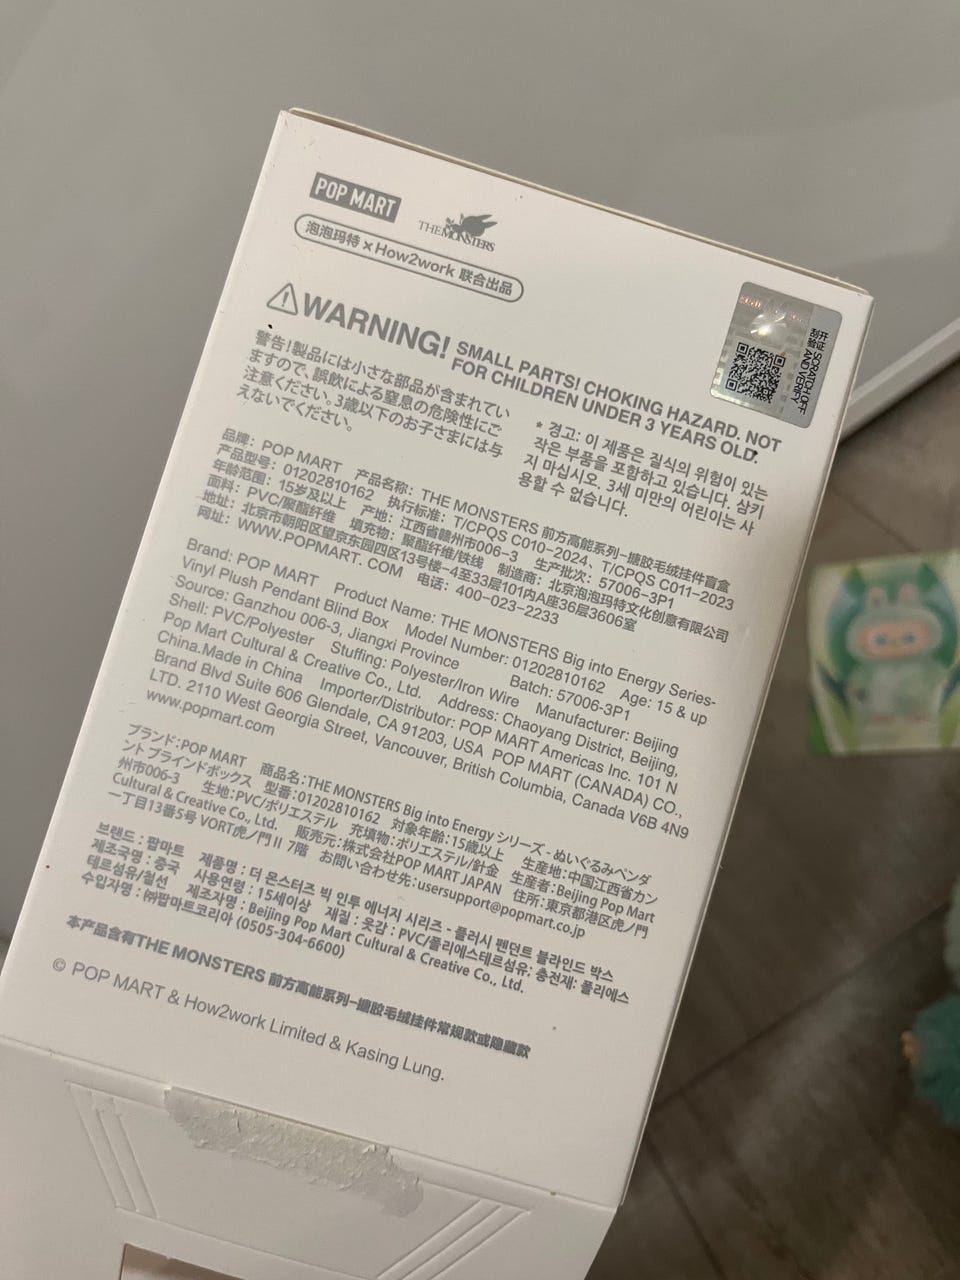 POP MART
THE MONSTERS
泡泡玛特 × How2work 联合出品
开涂层 刮验
SCRATCH OFF
AND VERIFY
WARNING! SMALL PARTS! CHOKING HAZARD. NOT
FOR CHILDREN UNDER 3 YEARS OLD.
警告!製品には小さな部品が含まれてい
ますので、誤飲による窒息の危険性にご
注意ください。3歳以下のお子さまには与
えないでください。
* 경고: 이 제품은 질식의 위험이 있는
작은 부품을 포함하고 있습니다. 삼키
지 마십시오. 3세 미만의 어린이는 사
용할 수 없습니다.
品牌: POP MART 产品名称: THE MONSTERS 前方高能系列-搪胶毛绒挂件盲盒
产品型号: 01202810162 执行标准: T/CPQS C010-2024、T/CPQS C011-2023
年龄范围: 15岁及以上 产地: 江西省赣州市006-3 生产批次: 57006-3P1
面料: PVC/聚酯纤维 填充物: 聚酯纤维/铁线 制造商: 北京泡泡玛特文化创意有限公司
地址: 北京市朝阳区望京东园四区13号楼-4至33层101内A座36层3606室
网址: WWW.POPMART. COM 电话: 400-023-2233
Brand: POP MART Product Name: THE MONSTERS Big into Energy Series-
Vinyl Plush Pendant Blind Box Model Number: 01202810162 Age: 15 & up
Source: Ganzhou 006-3, Jiangxi Province Batch: 57006-3P1
Shell: PVC/Polyester Stuffing: Polyester/Iron Wire Manufacturer: Beijing
Pop Mart Cultural & Creative Co., Ltd. Address: Chaoyang District, Beijing,
China.Made in China Importer/Distributor: POP MART Americas Inc. 101 N
Brand Blvd Suite 606 Glendale, CA 91203, USA POP MART (CANADA) CO.,
LTD. 2110 West Georgia Street, Vancouver, British Columbia, Canada V6B 4N9
www.popmart.com
ブランド:POP MART 商品名:THE MONSTERS Big into Energy シリーズ - ぬいぐるみペンダ
ント ブラインドボックス 型番:01202810162 対象年齢:15歳以上 生産地:中国江西省カン
州市006-3 生地:PVC/ポリエステル 充填物:ポリエステル/針金 生産者:Beijing Pop Mart
Cultural & Creative Co., Ltd. 販売元:株式会社POP MART JAPAN 住所:東京都港区虎ノ門
一丁目13番5号 VORT虎ノ門 II 7階 お問い合わせ先:usersupport@popmart.co.jp
브랜드 : 팝마트 제품명 : 더 몬스터즈 빅 인투 에너지 시리즈 - 플러시 펜던트 블라인드 박스
제조국명 : 중국 사용연령 : 15세이상 재질 : 옷감 : PVC/폴리에스테르섬유; 충전재: 폴리에스
테르섬유/철선 제조자명 : Beijing Pop Mart Cultural & Creative Co., Ltd.
수입자명 : ㈜팝마트코리아 (0505-304-6600)
本产品含有THE MONSTERS 前方高能系列-搪胶毛绒挂件常规款或隐藏款
© POP MART & How2work Limited & Kasing Lung.